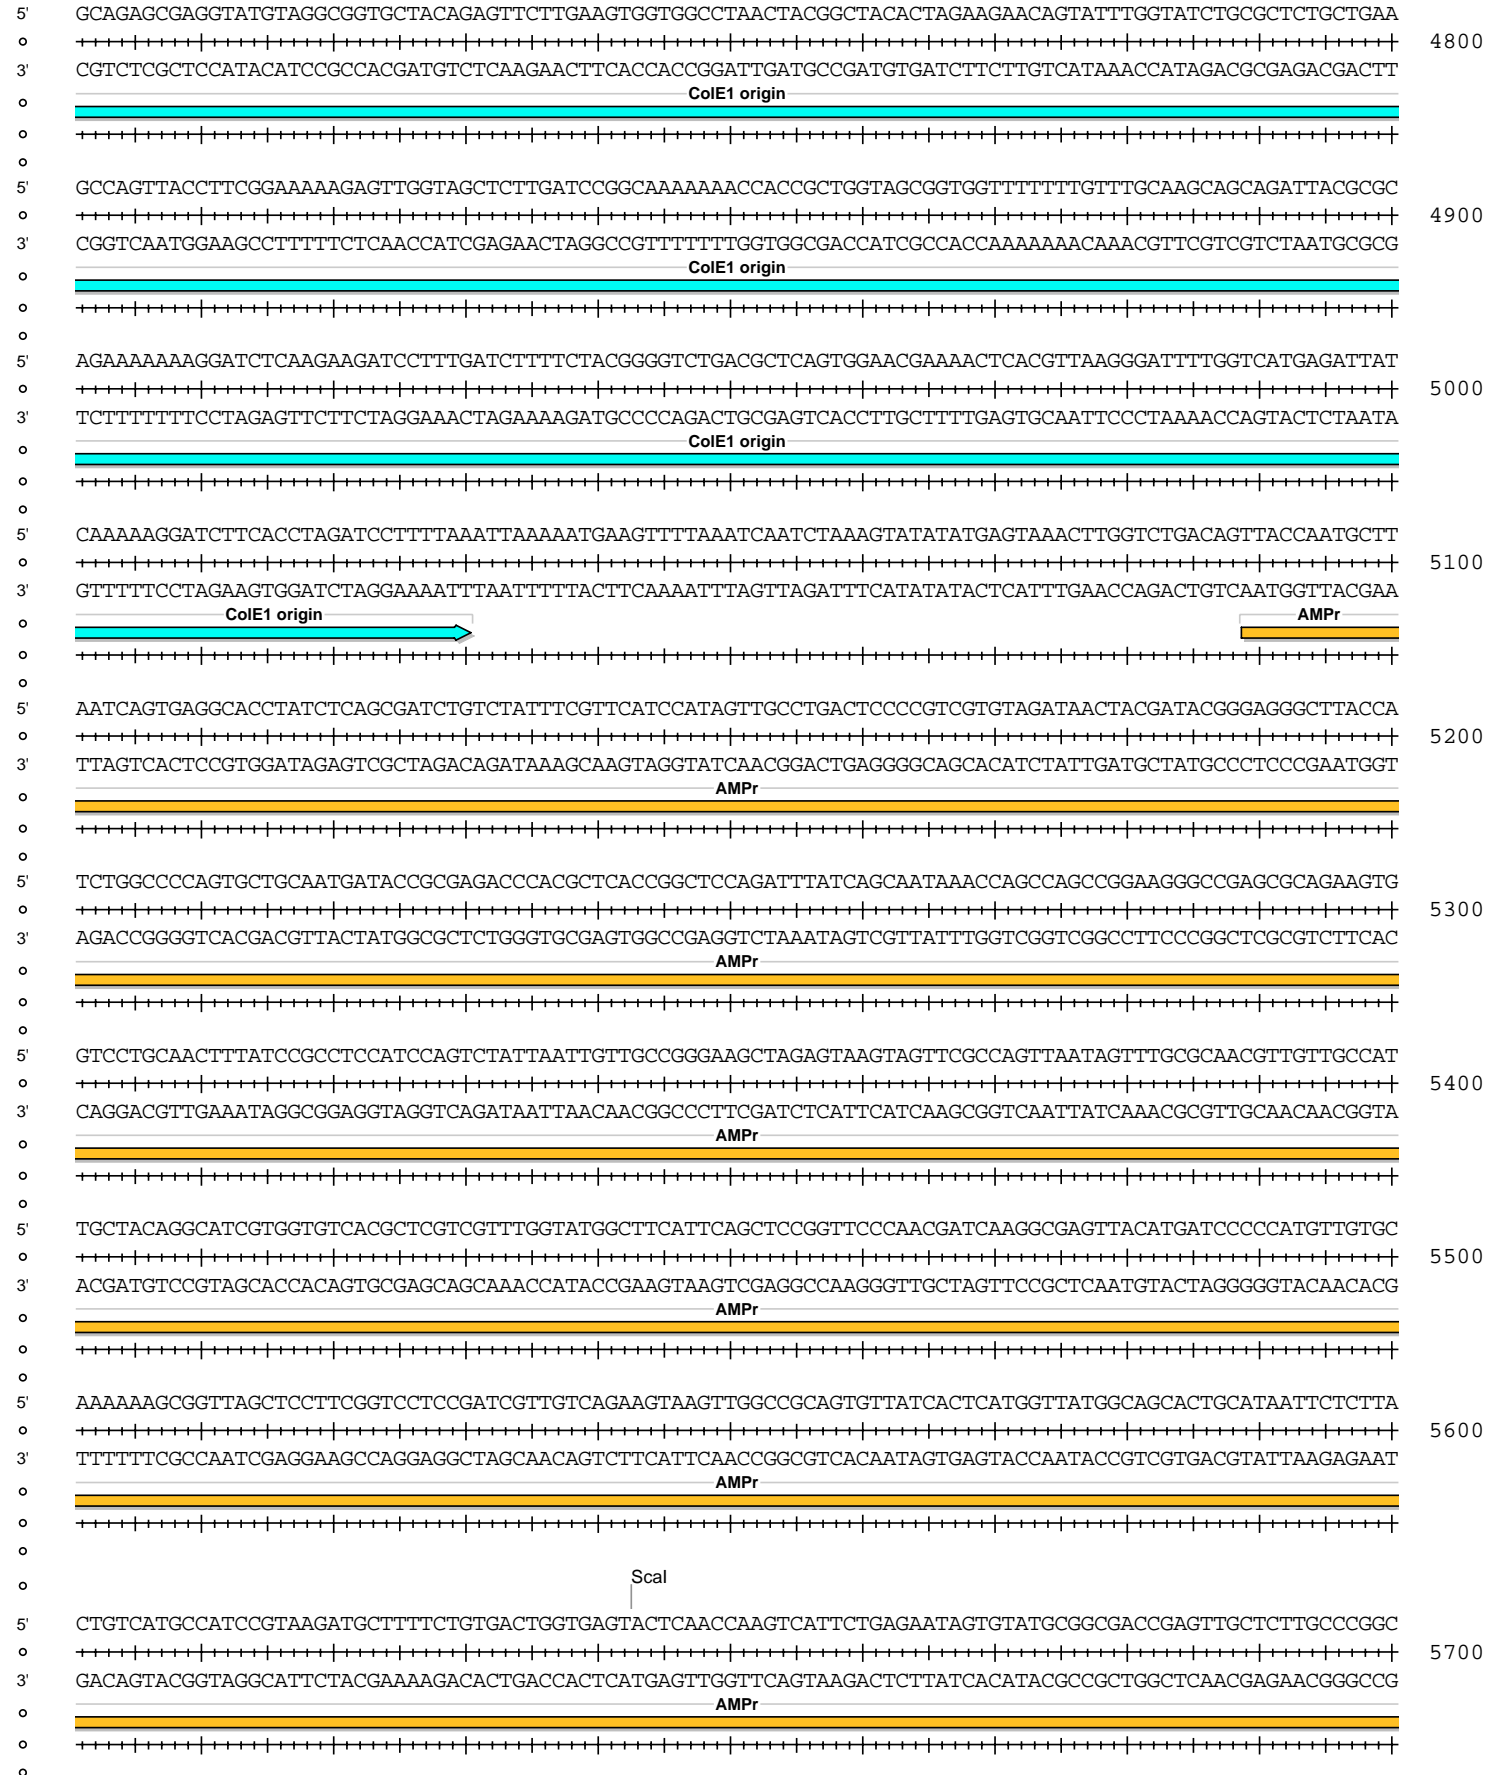 GCAGAGCGAGGTATGTAGGCGGTGCTACAGAGTTCTTGAAGTGGTGGCCTAACTACGGCTACACTAGAAGAACAGTATTTGGTATCTGCGCTCTGCTGAA
4800
3' CGTCTCGCTCCATACATCCGCCACGATGTCTCAAGAACTTCACCACCGGATTGATGCCGATGTGATCTTCTTGTCATAAACCATAGACGCGAGACGACTT
ColE1 origin
5' GCCAGTTACCTTCGGAAAAAGAGTTGGTAGCTCTTGATCCGGCAAAAAAACCACCGCTGGTAGCGGTGGTTTTTTTGTTTGCAAGCAGCAGATTACGCGC
4900
3' CGGTCAATGGAAGCCTTTTTCTCAACCATCGAGAACTAGGCCGTTTTTTTGGTGGCGACCATCGCCACCAAAAAAACAAACGTTCGTCGTCTAATGCGCG
ColE1 origin
5' AGAAAAAAAGGATCTCAAGAAGATCCTTTGATCTTTTCTACGGGGTCTGACGCTCAGTGGAACGAAAACTCACGTTAAGGGATTTTGGTCATGAGATTAT
5000
3' TCTTTTTTTCCTAGAGTTCTTCTAGGAAACTAGAAAAGATGCCCCAGACTGCGAGTCACCTTGCTTTTGAGTGCAATTCCCTAAAACCAGTACTCTAATA
ColE1 origin
5' CAAAAAGGATCTTCACCTAGATCCTTTTAAATTAAAAATGAAGTTTTAAATCAATCTAAAGTATATATGAGTAAACTTGGTCTGACAGTTACCAATGCTT
5100
3' GTTTTTCCTAGAAGTGGATCTAGGAAAATTTAATTTTTACTTCAAAATTTAGTTAGATTTCATATATACTCATTTGAACCAGACTGTCAATGGTTACGAA
ColE1 origin AMPr
5' AATCAGTGAGGCACCTATCTCAGCGATCTGTCTATTTCGTTCATCCATAGTTGCCTGACTCCCCGTCGTGTAGATAACTACGATACGGGAGGGCTTACCA
5200
3' TTAGTCACTCCGTGGATAGAGTCGCTAGACAGATAAAGCAAGTAGGTATCAACGGACTGAGGGGCAGCACATCTATTGATGCTATGCCCTCCCGAATGGT
AMPr
5' TCTGGCCCCAGTGCTGCAATGATACCGCGAGACCCACGCTCACCGGCTCCAGATTTATCAGCAATAAACCAGCCAGCCGGAAGGGCCGAGCGCAGAAGTG
5300
3' AGACCGGGGTCACGACGTTACTATGGCGCTCTGGGTGCGAGTGGCCGAGGTCTAAATAGTCGTTATTTGGTCGGTCGGCCTTCCCGGCTCGCGTCTTCAC
AMPr
5' GTCCTGCAACTTTATCCGCCTCCATCCAGTCTATTAATTGTTGCCGGGAAGCTAGAGTAAGTAGTTCGCCAGTTAATAGTTTGCGCAACGTTGTTGCCAT
5400
3' CAGGACGTTGAAATAGGCGGAGGTAGGTCAGATAATTAACAACGGCCCTTCGATCTCATTCATCAAGCGGTCAATTATCAAACGCGTTGCAACAACGGTA
AMPr
5' TGCTACAGGCATCGTGGTGTCACGCTCGTCGTTTGGTATGGCTTCATTCAGCTCCGGTTCCCAACGATCAAGGCGAGTTACATGATCCCCCATGTTGTGC
5500
3' ACGATGTCCGTAGCACCACAGTGCGAGCAGCAAACCATACCGAAGTAAGTCGAGGCCAAGGGTTGCTAGTTCCGCTCAATGTACTAGGGGGTACAACACG
AMPr
5' AAAAAAGCGGTTAGCTCCTTCGGTCCTCCGATCGTTGTCAGAAGTAAGTTGGCCGCAGTGTTATCACTCATGGTTATGGCAGCACTGCATAATTCTCTTA
5600
3' TTTTTTCGCCAATCGAGGAAGCCAGGAGGCTAGCAACAGTCTTCATTCAACCGGCGTCACAATAGTGAGTACCAATACCGTCGTGACGTATTAAGAGAAT
AMPr
ScaI
5' CTGTCATGCCATCCGTAAGATGCTTTTCTGTGACTGGTGAGTACTCAACCAAGTCATTCTGAGAATAGTGTATGCGGCGACCGAGTTGCTCTTGCCCGGC
5700
3' GACAGTACGGTAGGCATTCTACGAAAAGACACTGACCACTCATGAGTTGGTTCAGTAAGACTCTTATCACATACGCCGCTGGCTCAACGAGAACGGGCCG
AMPr